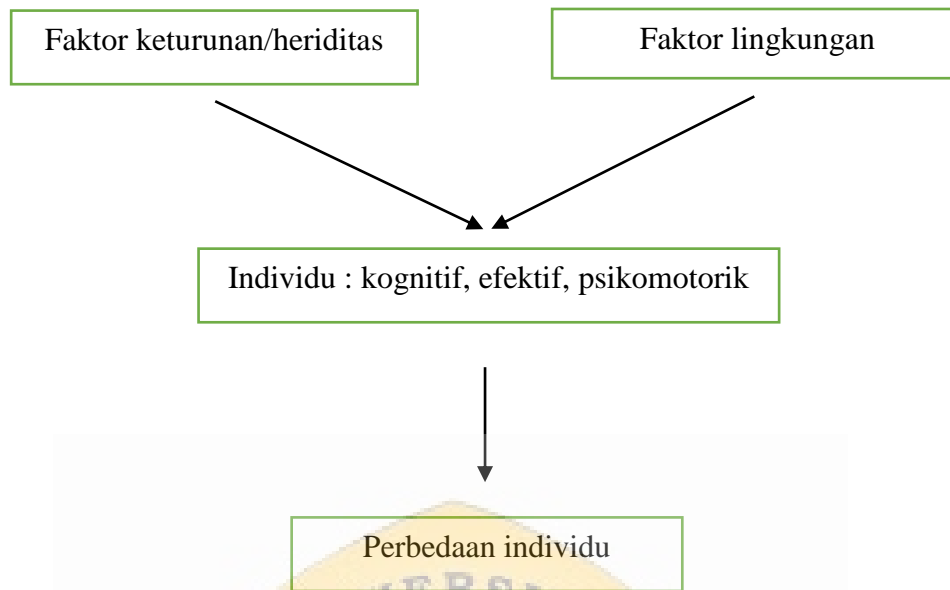 Faktor keturunan/heriditas
Faktor lingkungan
Individu : kognitif, efektif, psikomotorik
Perbedaan individu